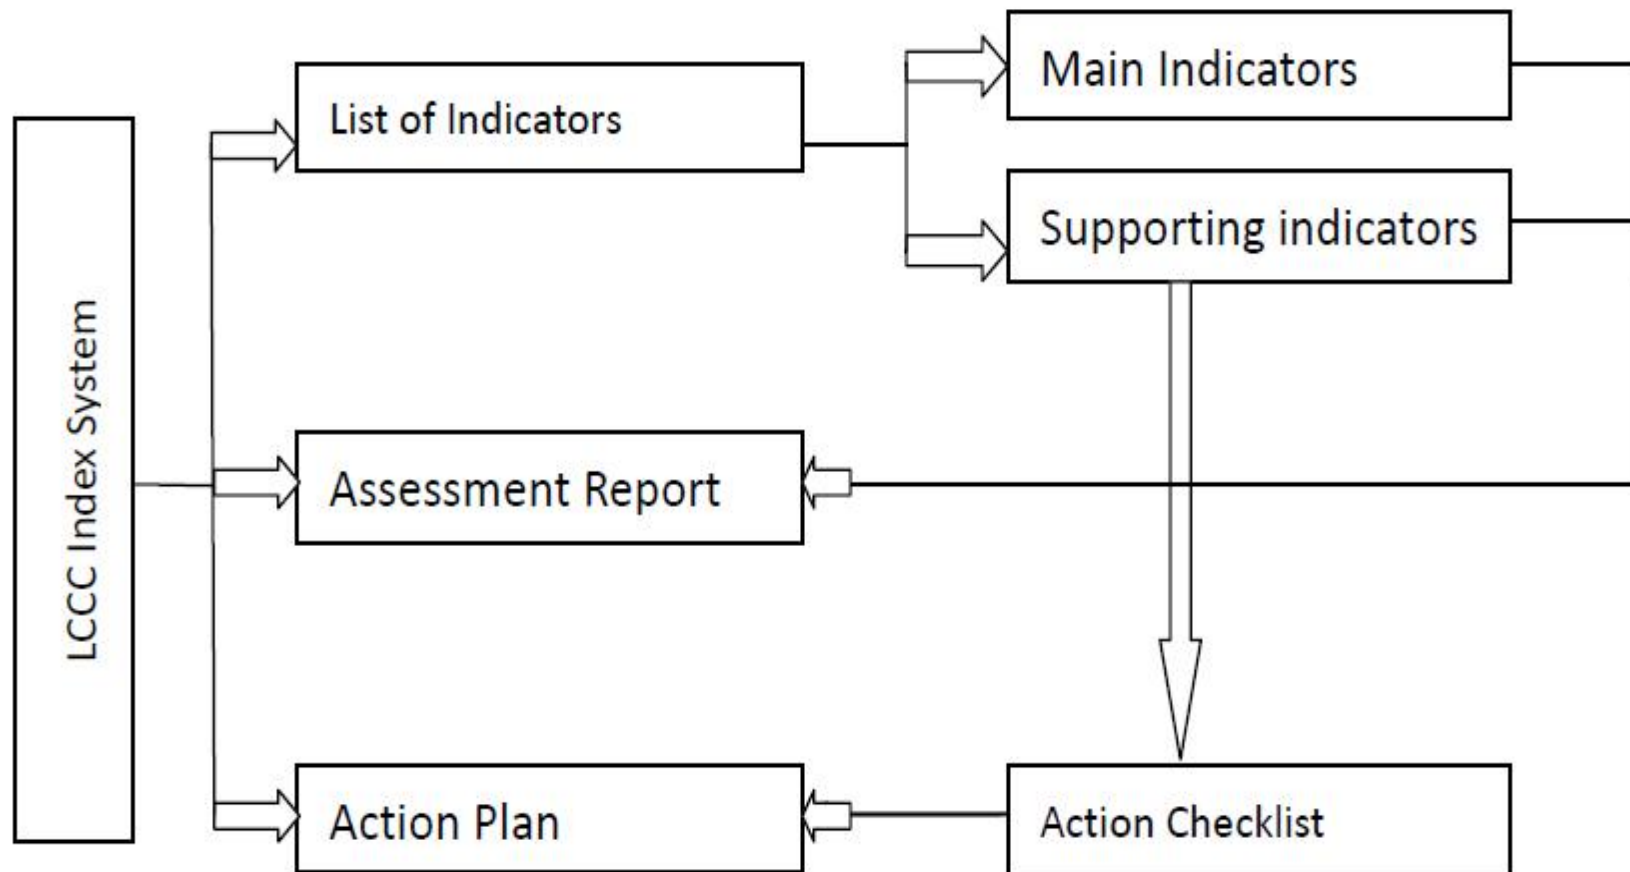 LCCC Index System
List of Indicators
Main Indicators
Supporting indicators
Assessment Report
Action Plan
Action Checklist